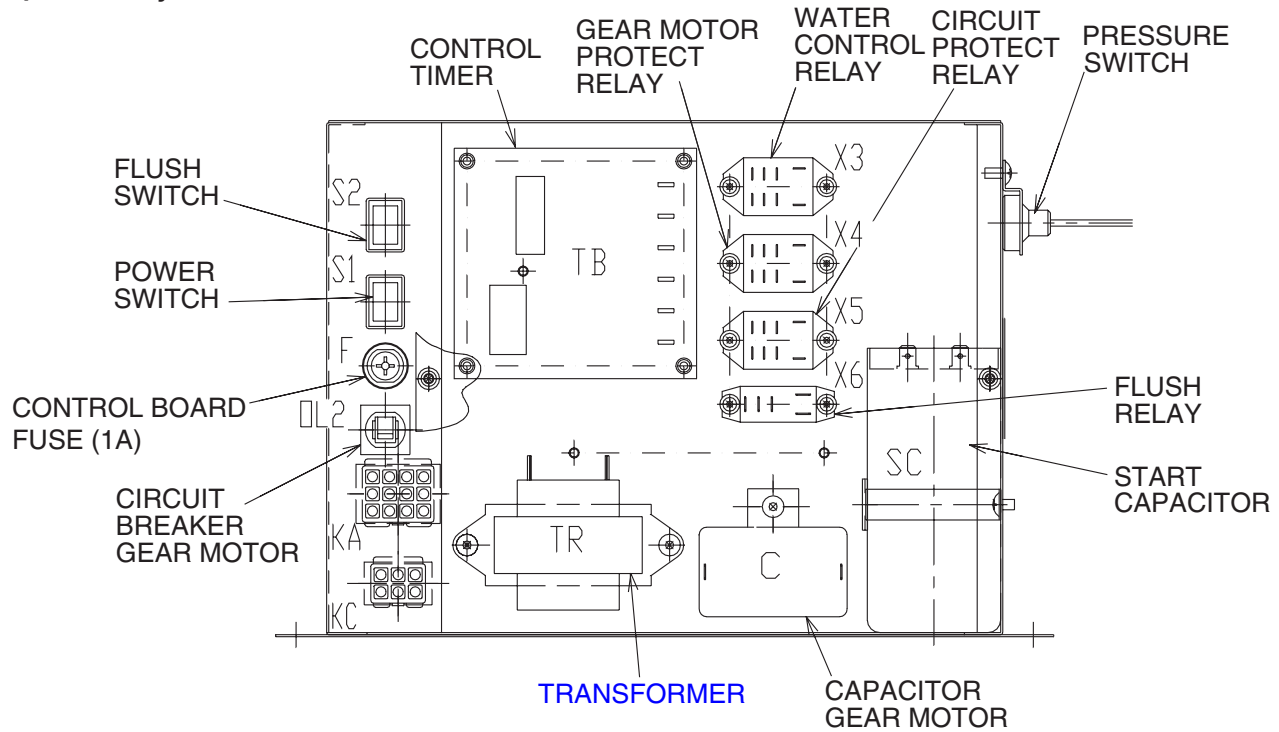 CONTROL
TIMER
GEAR MOTOR
PROTECT
RELAY
WATER
CONTROL
RELAY
CIRCUIT
PROTECT
RELAY
PRESSURE
SWITCH
FLUSH
SWITCH
POWER
SWITCH
CONTROL BOARD
FUSE (1A)
CIRCUIT
BREAKER
GEAR MOTOR
S2
S1
F
OL2
KA
KC
TB
X3
X4
X5
X6
SC
TR
C
FLUSH
RELAY
START
CAPACITOR
TRANSFORMER
CAPACITOR
GEAR MOTOR